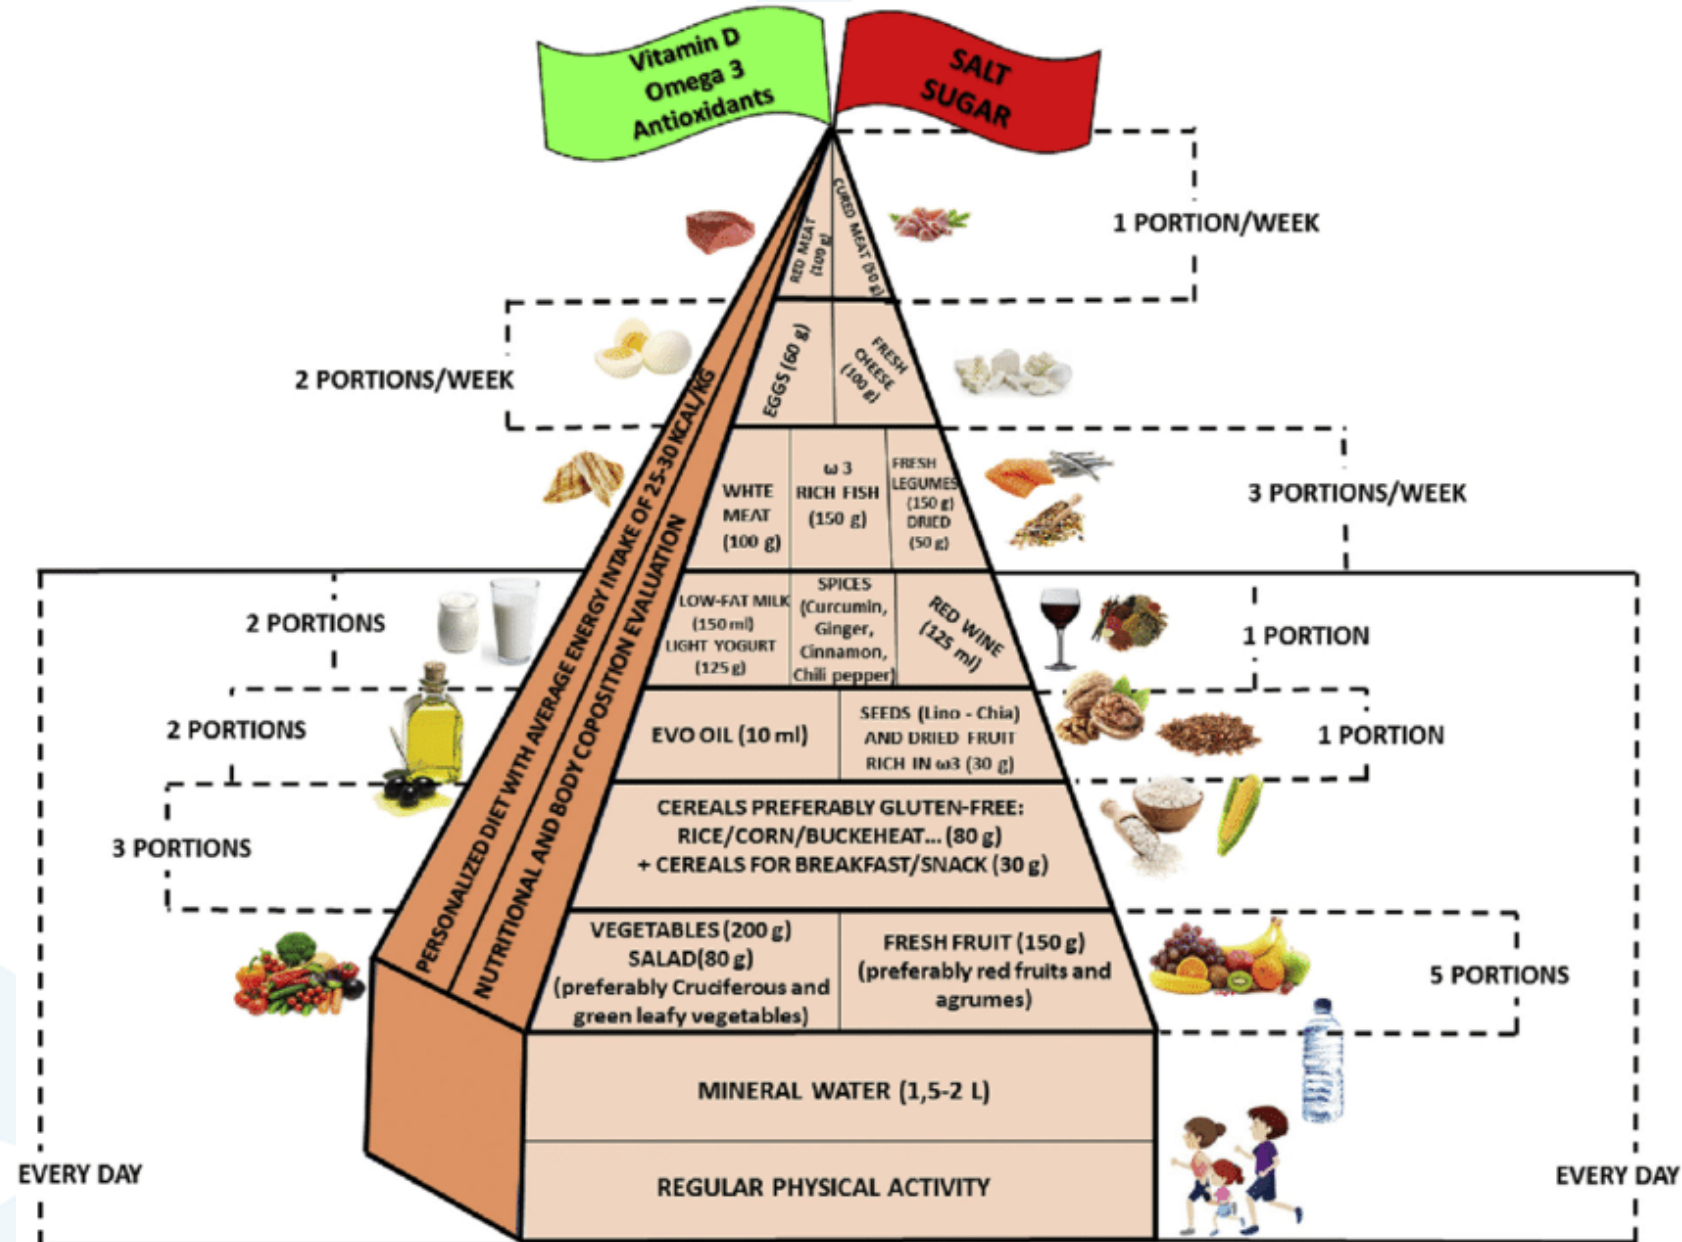 Vitamin D
Omega 3
Antioxidants
SALT
SUGAR
1 PORTION/WEEK
RED MEAT
(100 g)
CURED MEAT (50 g)
2 PORTIONS/WEEK
EGGS (60 g)
FRESH
CHEESE
(100 g)
3 PORTIONS/WEEK
WHTE
MEAT
(100 g)
ω 3
RICH FISH
(150 g)
FRESH
LEGUMES
(150 g)
DRIED
(50 g)
2 PORTIONS
LOW-FAT MILK
(150 ml)
LIGHT YOGURT
(125 g)
SPICES
(Curcumin,
Ginger,
Cinnamon,
Chili pepper)
RED WINE
(125 ml)
1 PORTION
2 PORTIONS
EVO OIL (10 ml)
SEEDS (Lino - Chia)
AND DRIED FRUIT
RICH IN ω3 (30 g)
1 PORTION
3 PORTIONS
CEREALS PREFERABLY GLUTEN-FREE:
RICE/CORN/BUCKEHEAT... (80 g)
+ CEREALS FOR BREAKFAST/SNACK (30 g)
VEGETABLES (200 g)
SALAD(80 g)
(preferably Cruciferous and
green leafy vegetables)
FRESH FRUIT (150 g)
(preferably red fruits and
agrumes)
5 PORTIONS
MINERAL WATER (1,5-2 L)
REGULAR PHYSICAL ACTIVITY
EVERY DAY
EVERY DAY
PERSONALIZED DIET WITH AVERAGE ENERGY INTAKE OF 25-30 KCAL/KG
NUTRITIONAL AND BODY COPOSITION EVALUATION